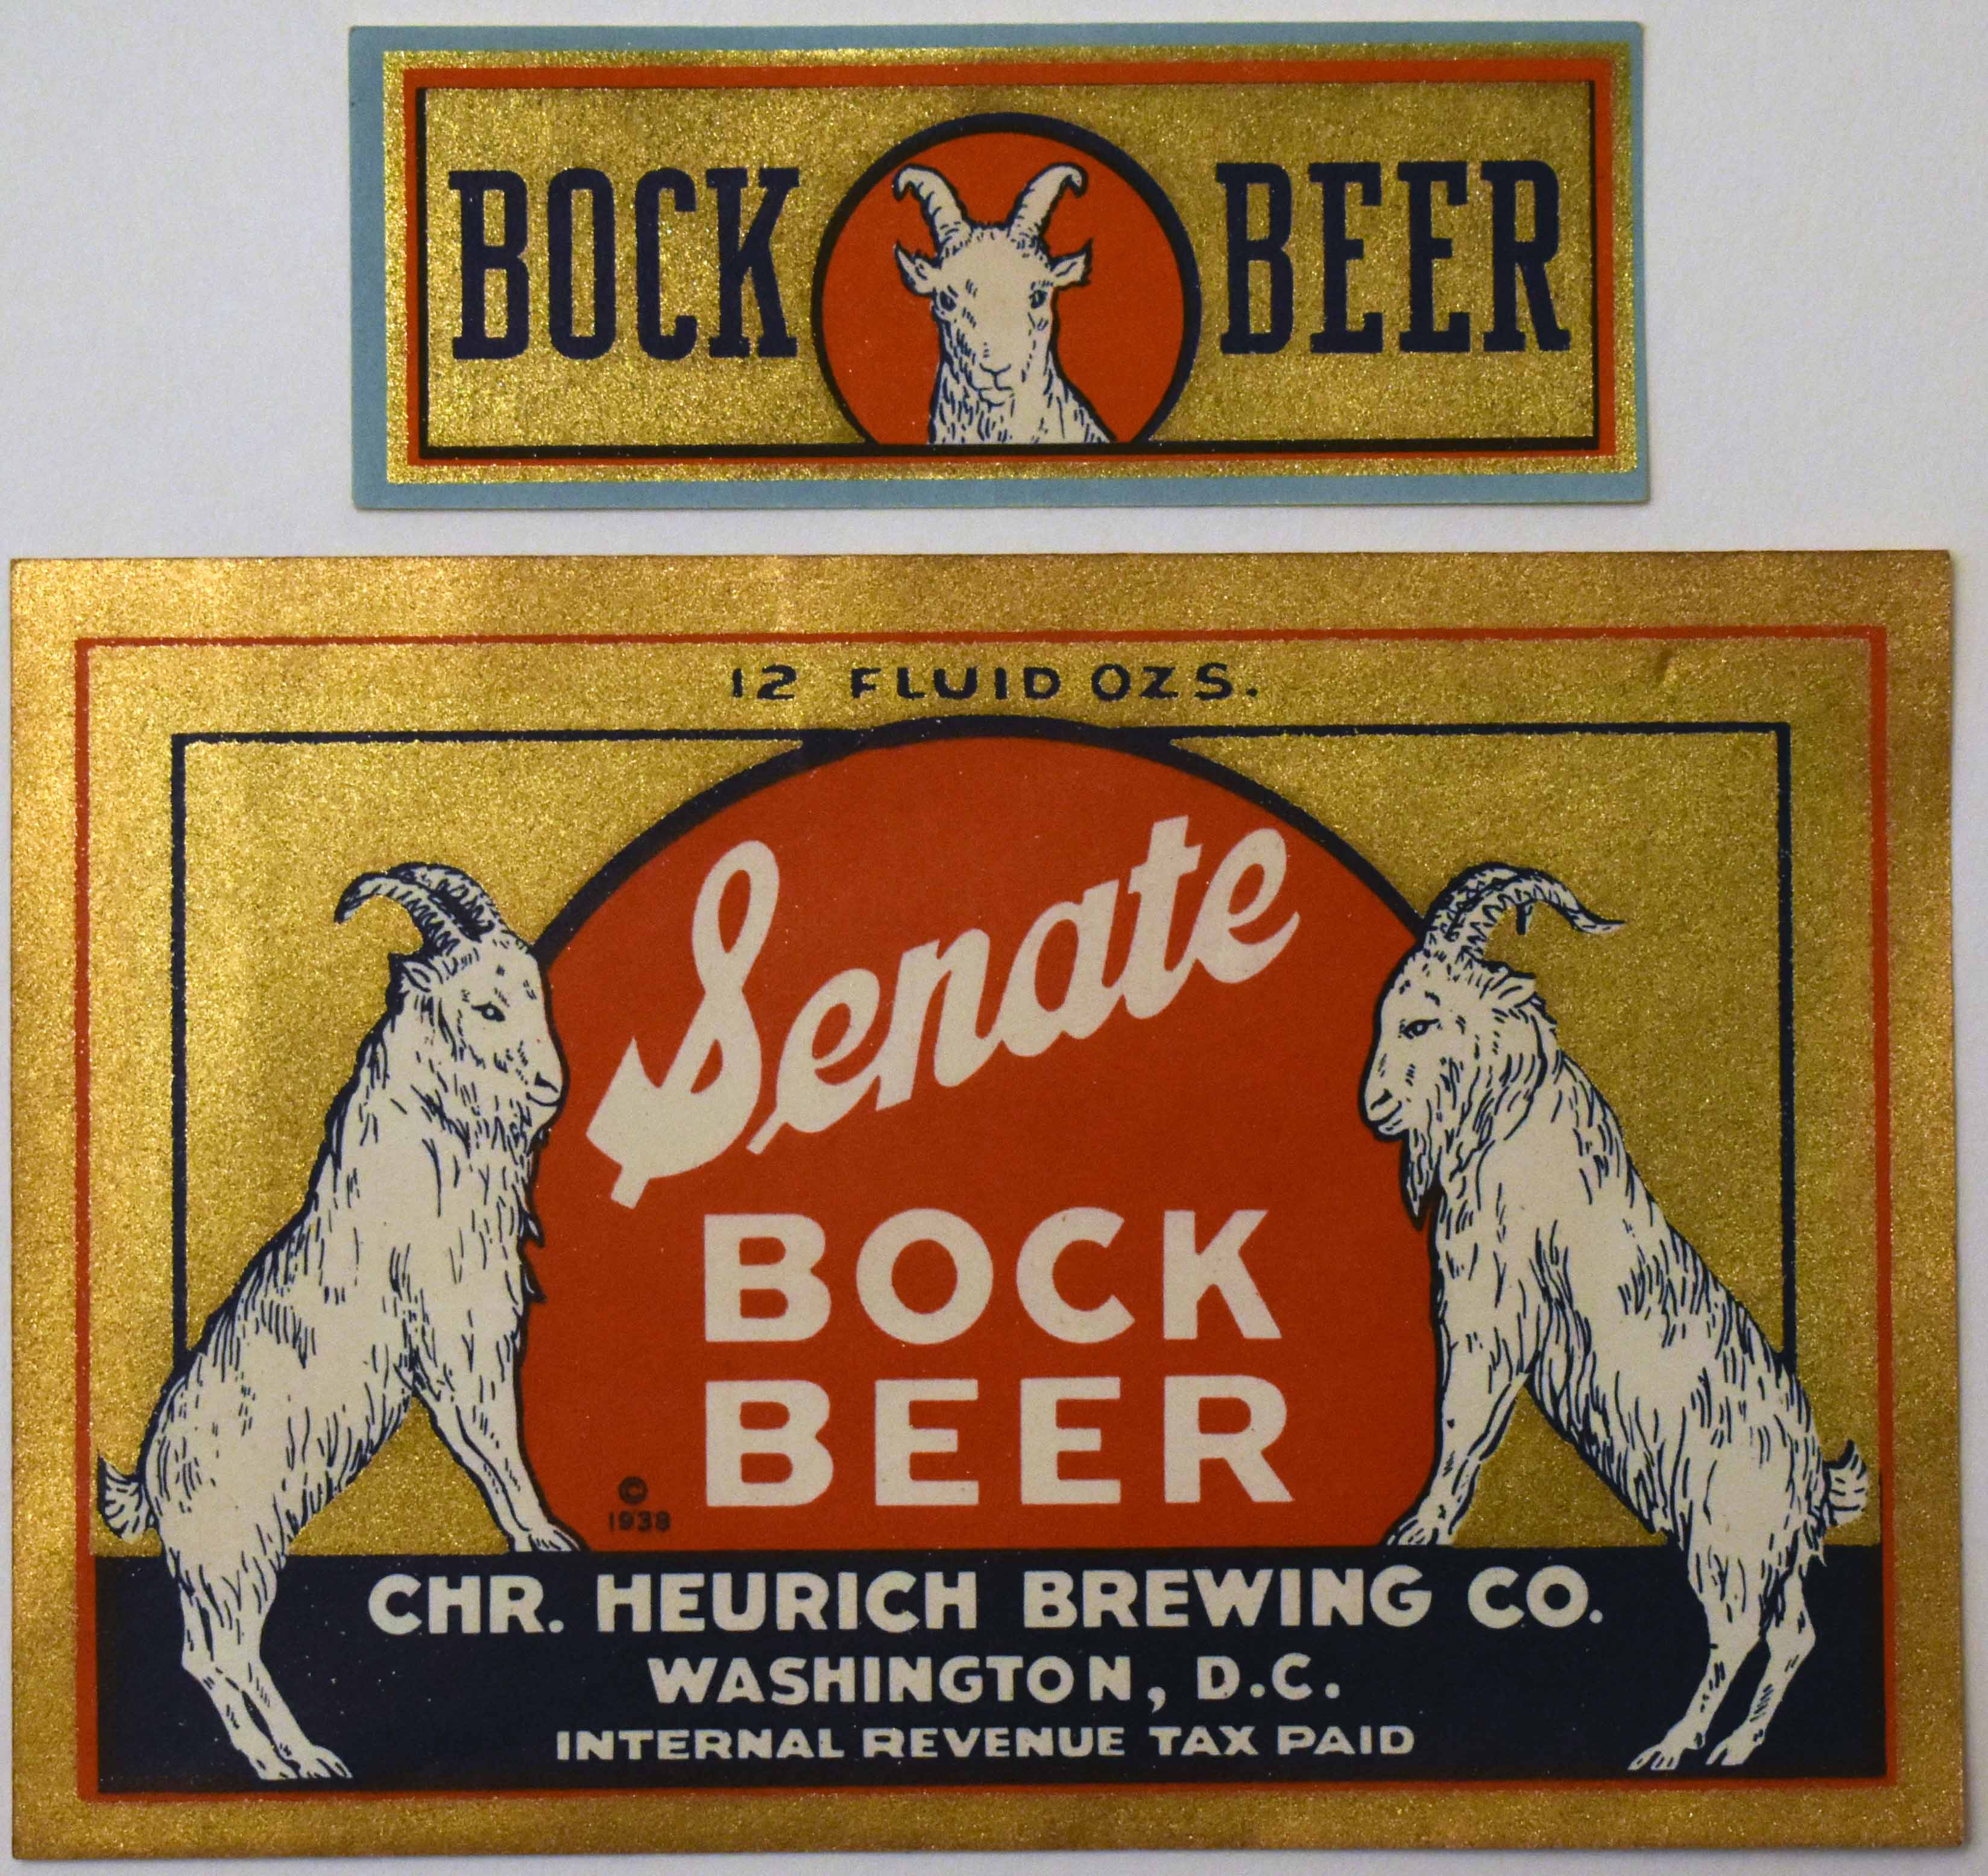 BOCK BEER
12 FLUID OZS.
Senate
BOCK
BEER
©
1938
CHR. HEURICH BREWING CO.
WASHINGTON, D.C.
INTERNAL REVENUE TAX PAID